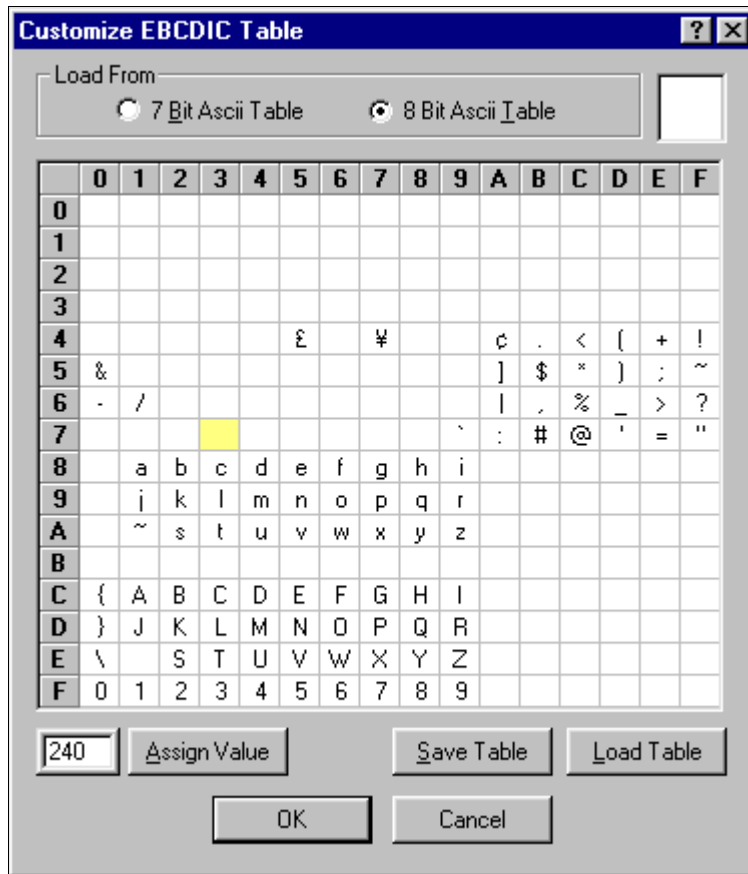 Customize EBCDIC Table ? ×
Load From
7 Bit Ascii Table 8 Bit Ascii Table
0 1 2 3 4 5 6 7 8 9 A B C D E F
0
1
2
3
4 £ ¥ ¢ . < ( + !
5 & ] $ * ) ; ~
6 - / | , % _ > ?
7 ` : # @ ' = "
8 a b c d e f g h i
9 j k l m n o p q r
A ~ s t u v w x y z
B
C { A B C D E F G H I
D } J K L M N O P Q R
E \ S T U V W X Y Z
F 0 1 2 3 4 5 6 7 8 9
240 Assign Value Save Table Load Table
OK Cancel